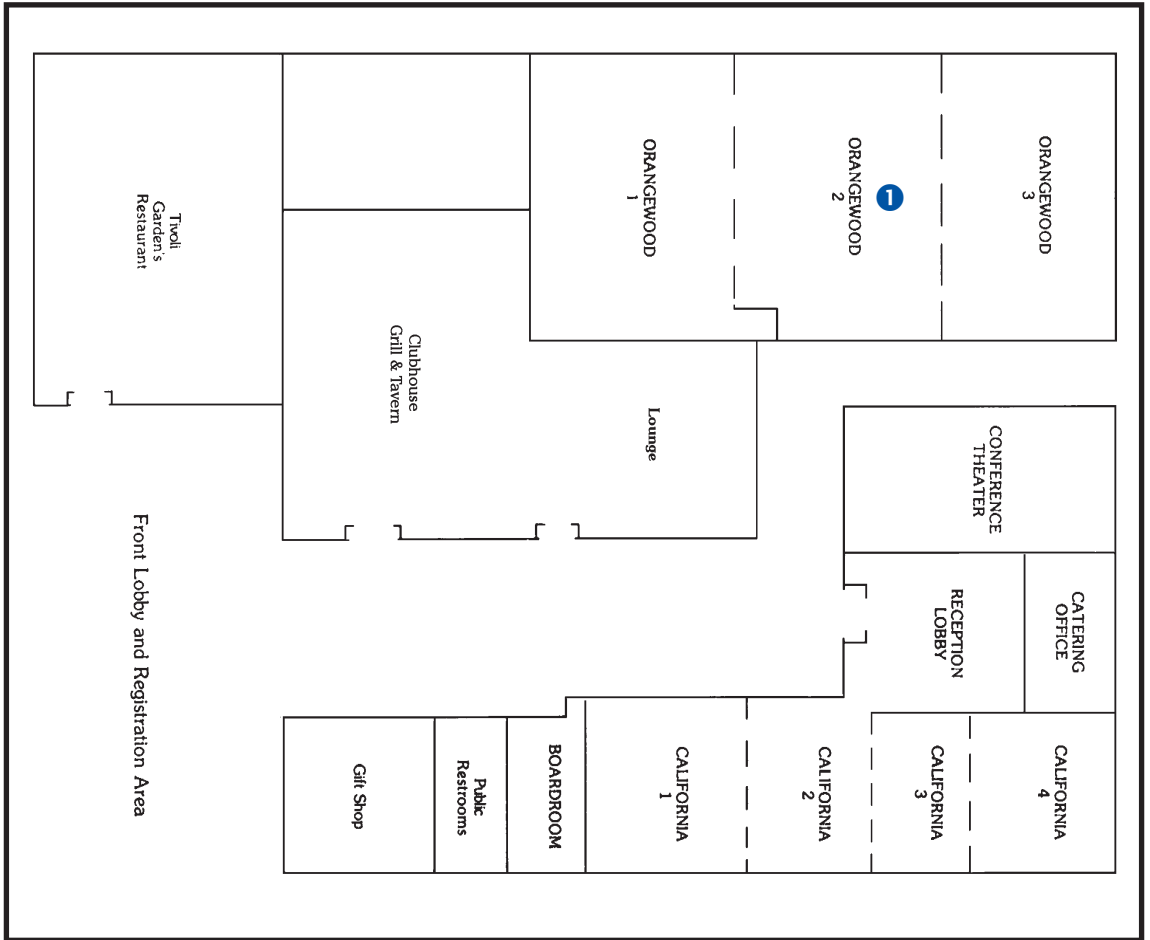 ORANGEWOOD
3
ORANGEWOOD
2
1
ORANGEWOOD
1
Tivoli
Garden's
Restaurant
Clubhouse
Grill & Tavern
Lounge
CONFERENCE
THEATER
CATERING
OFFICE
RECEPTION
LOBBY
CALIFORNIA
4
CALIFORNIA
3
CALIFORNIA
2
CALIFORNIA
1
BOARDROOM
Public
Restrooms
Gift Shop
Front Lobby and Registration Area